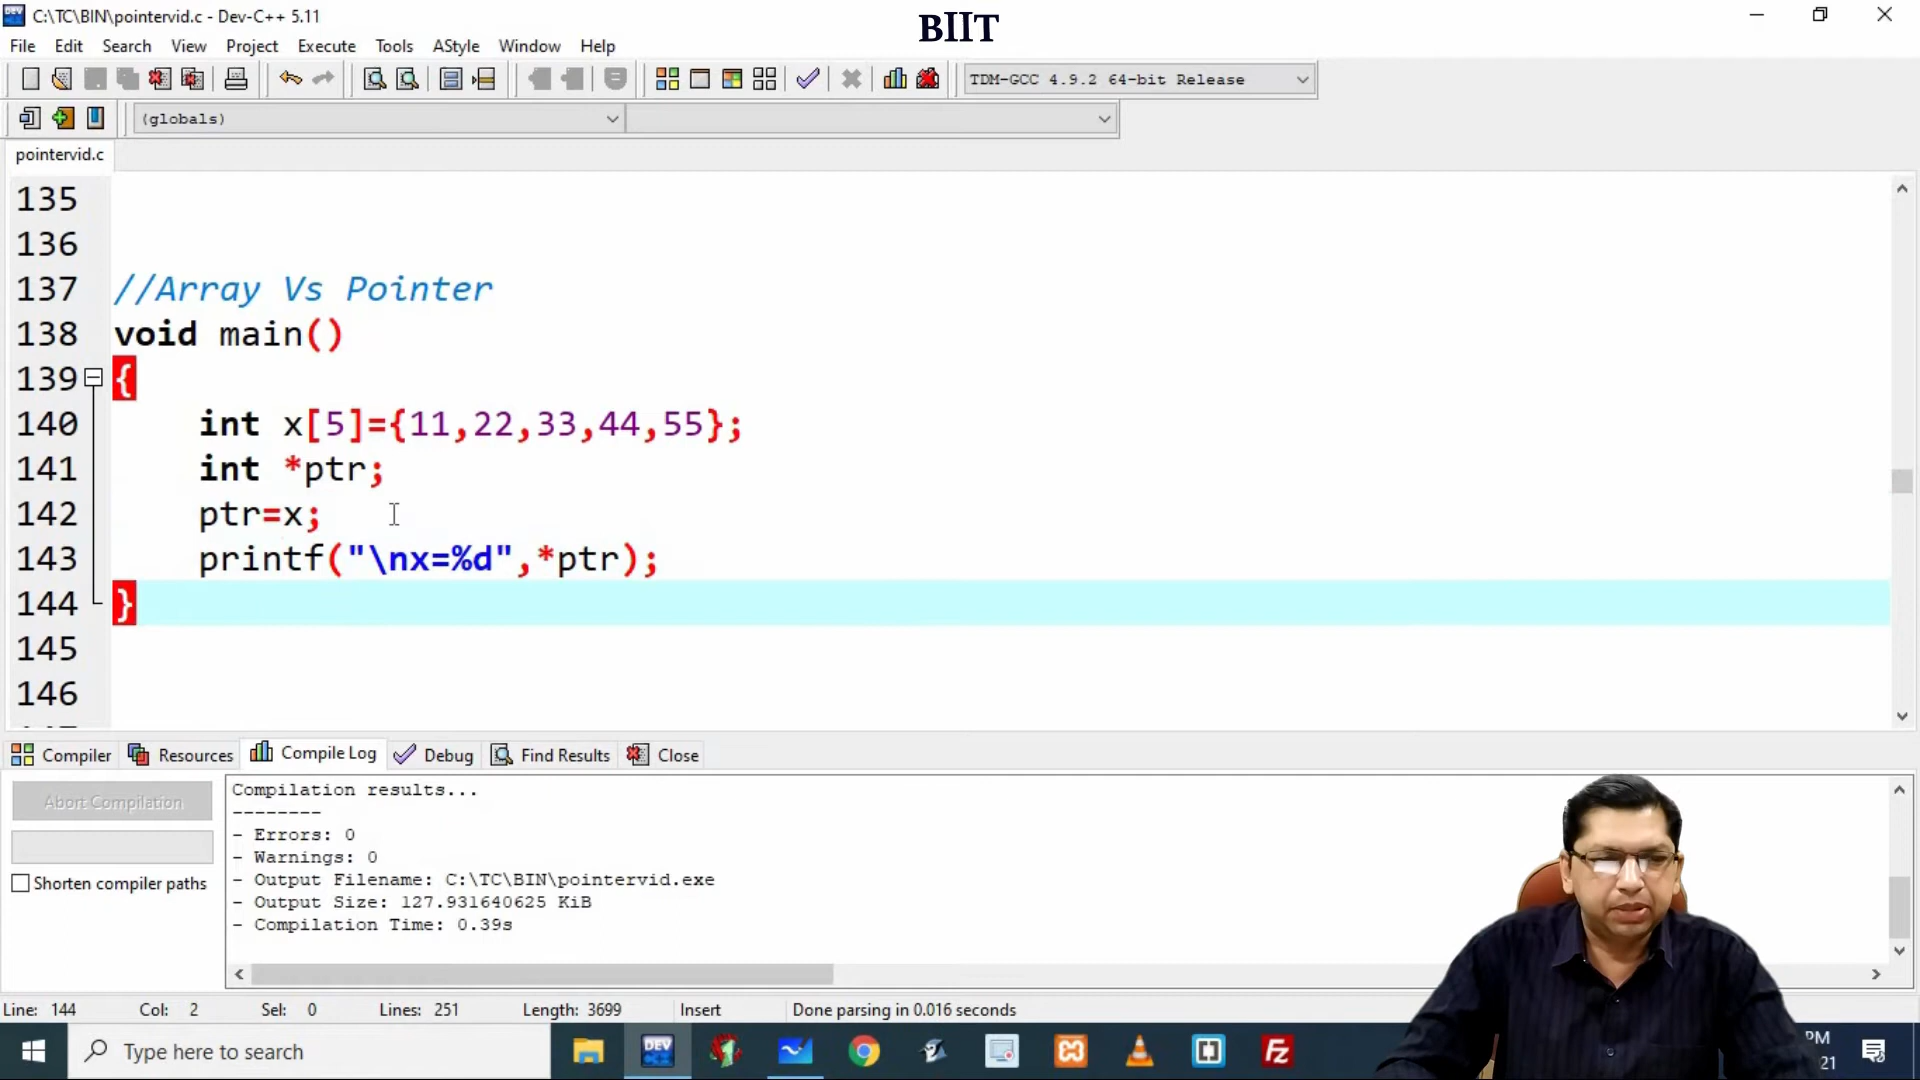 C:\TC\BIN\pointervid.c - Dev-C++ 5.11
BIIT
File Edit Search View Project Execute Tools AStyle Window Help
TDM-GCC 4.9.2 64-bit Release
(globals)
pointervid.c
135
136
137 //Array Vs Pointer
138 void main()
139 {
140 int x[5]={11,22,33,44,55};
141 int *ptr;
142 ptr=x;
143 printf("\nx=%d",*ptr);
144 }
145
146
Compiler Resources Compile Log Debug Find Results Close
Abort Compilation
Shorten compiler paths
Compilation results...
--------
- Errors: 0
- Warnings: 0
- Output Filename: C:\TC\BIN\pointervid.exe
- Output Size: 127.931640625 KiB
- Compilation Time: 0.39s
Line: 144 Col: 2 Sel: 0 Lines: 251 Length: 3699 Insert Done parsing in 0.016 seconds
Type here to search
DEV
Fz
PM
21